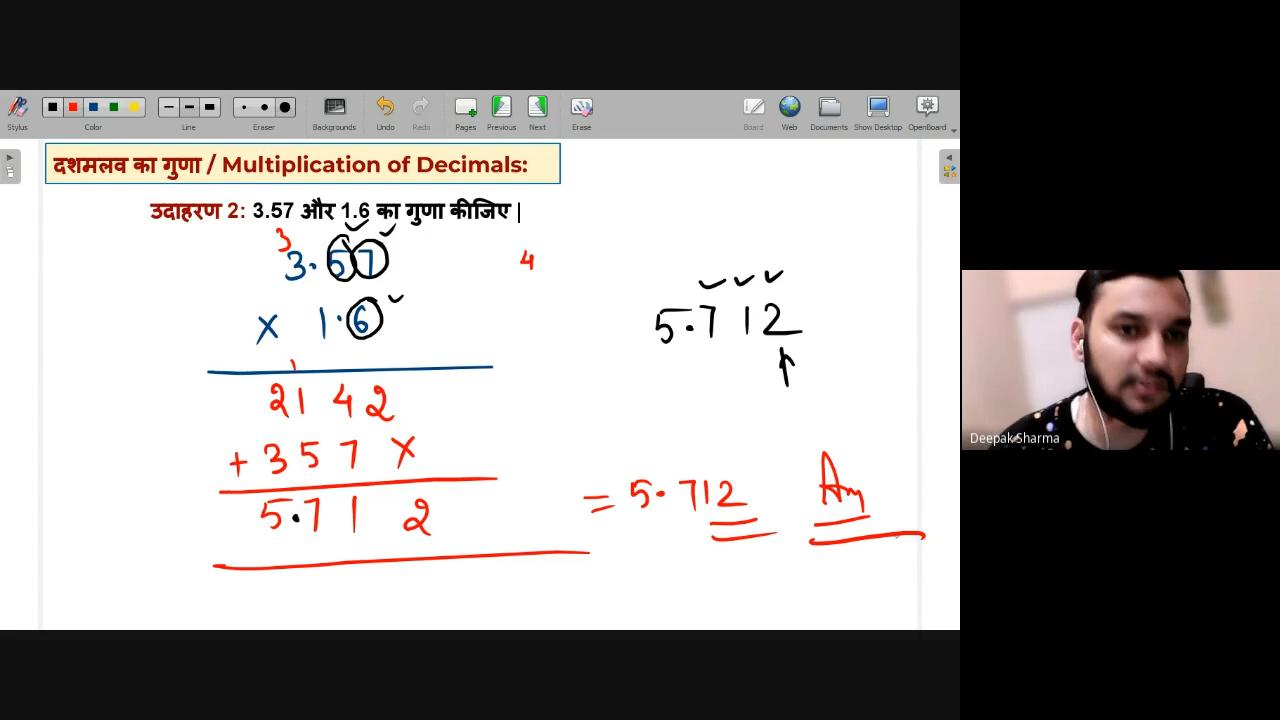 Stylus Color Line Eraser Backgrounds Undo Redo Pages Previous Next Erase Board Web Documents Show Desktop OpenBoard
दशमलव का गुणा / Multiplication of Decimals:
उदाहरण 2: 3.57 और 1.6 का गुणा कीजिए |
3
3.57
4
x 1.6
5.712
1
2142
+ 357 x
5.712
= 5.712 Ans
Deepak Sharma